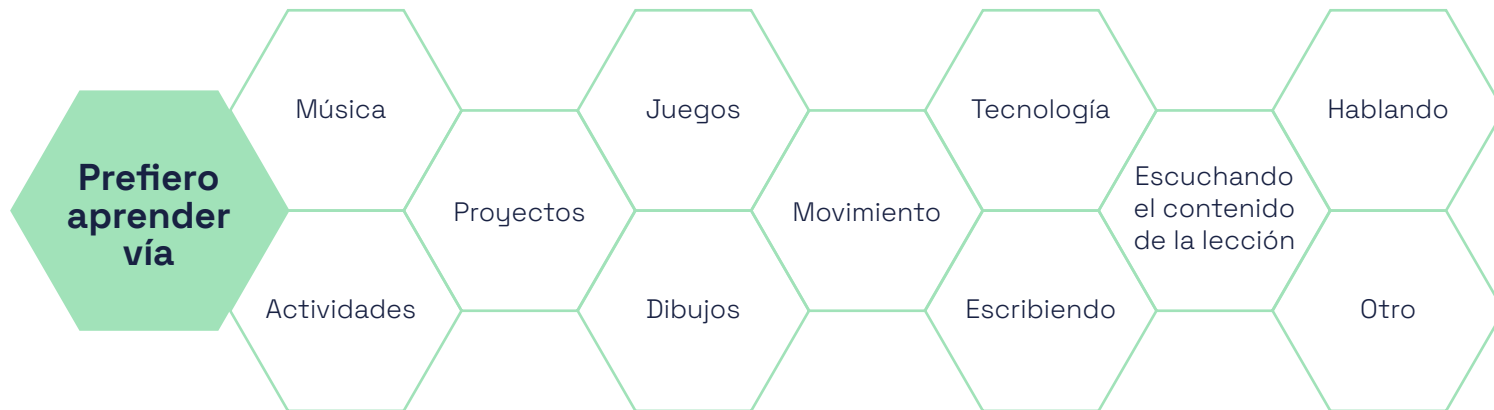 Prefiero
aprender
vía
Música
Actividades
Proyectos
Juegos
Dibujos
Movimiento
Tecnología
Escribiendo
Escuchando
el contenido
de la lección
Hablando
Otro